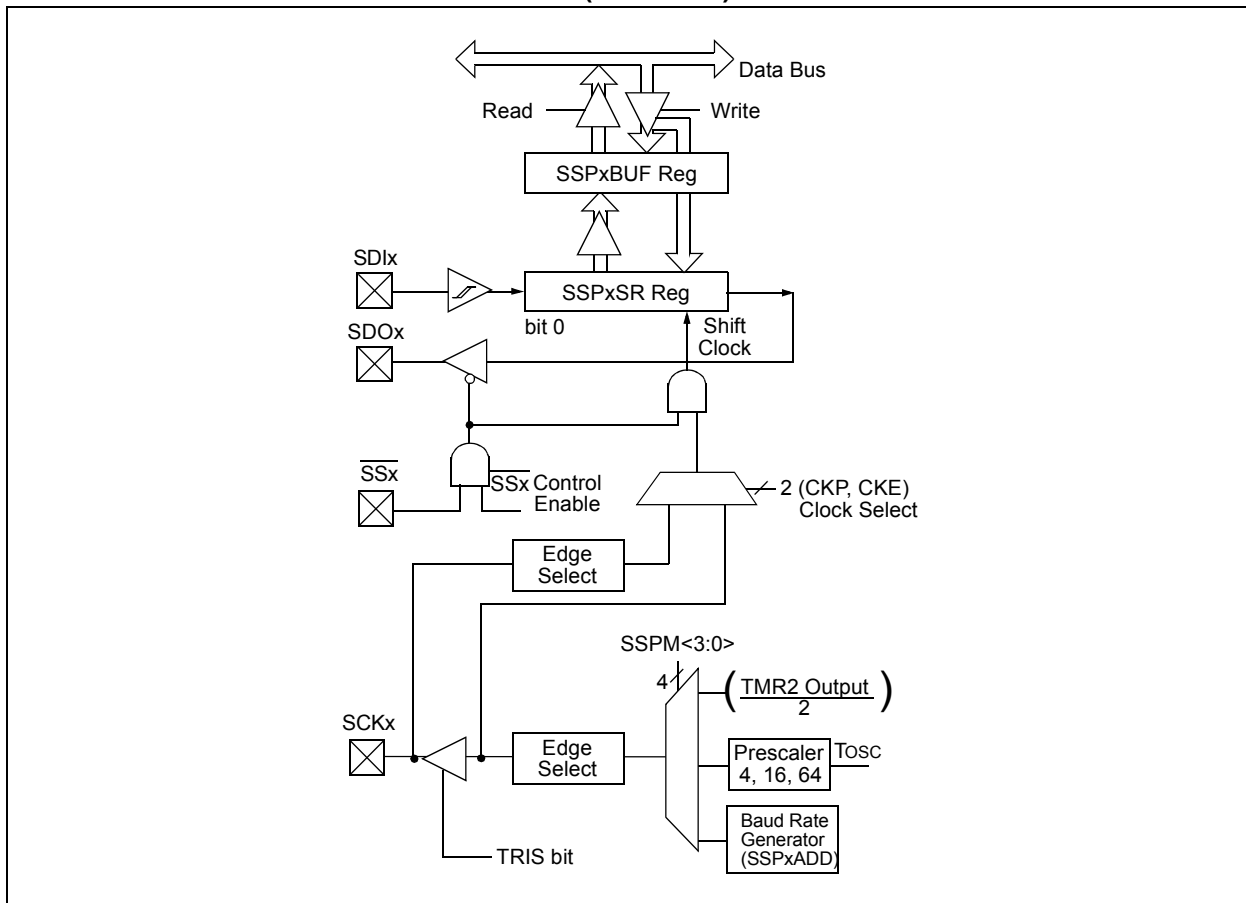 Data Bus
Read
Write
SSPxBUF Reg
SDIx
SSPxSR Reg
bit 0
Shift
Clock
SDOx
SSx
SSx Control
Enable
2 (CKP, CKE)
Clock Select
Edge
Select
SSPM<3:0>
4
(TMR2 Output
2 )
SCKx
Edge
Select
Prescaler
4, 16, 64
TOSC
Baud Rate
Generator
(SSPxADD)
TRIS bit